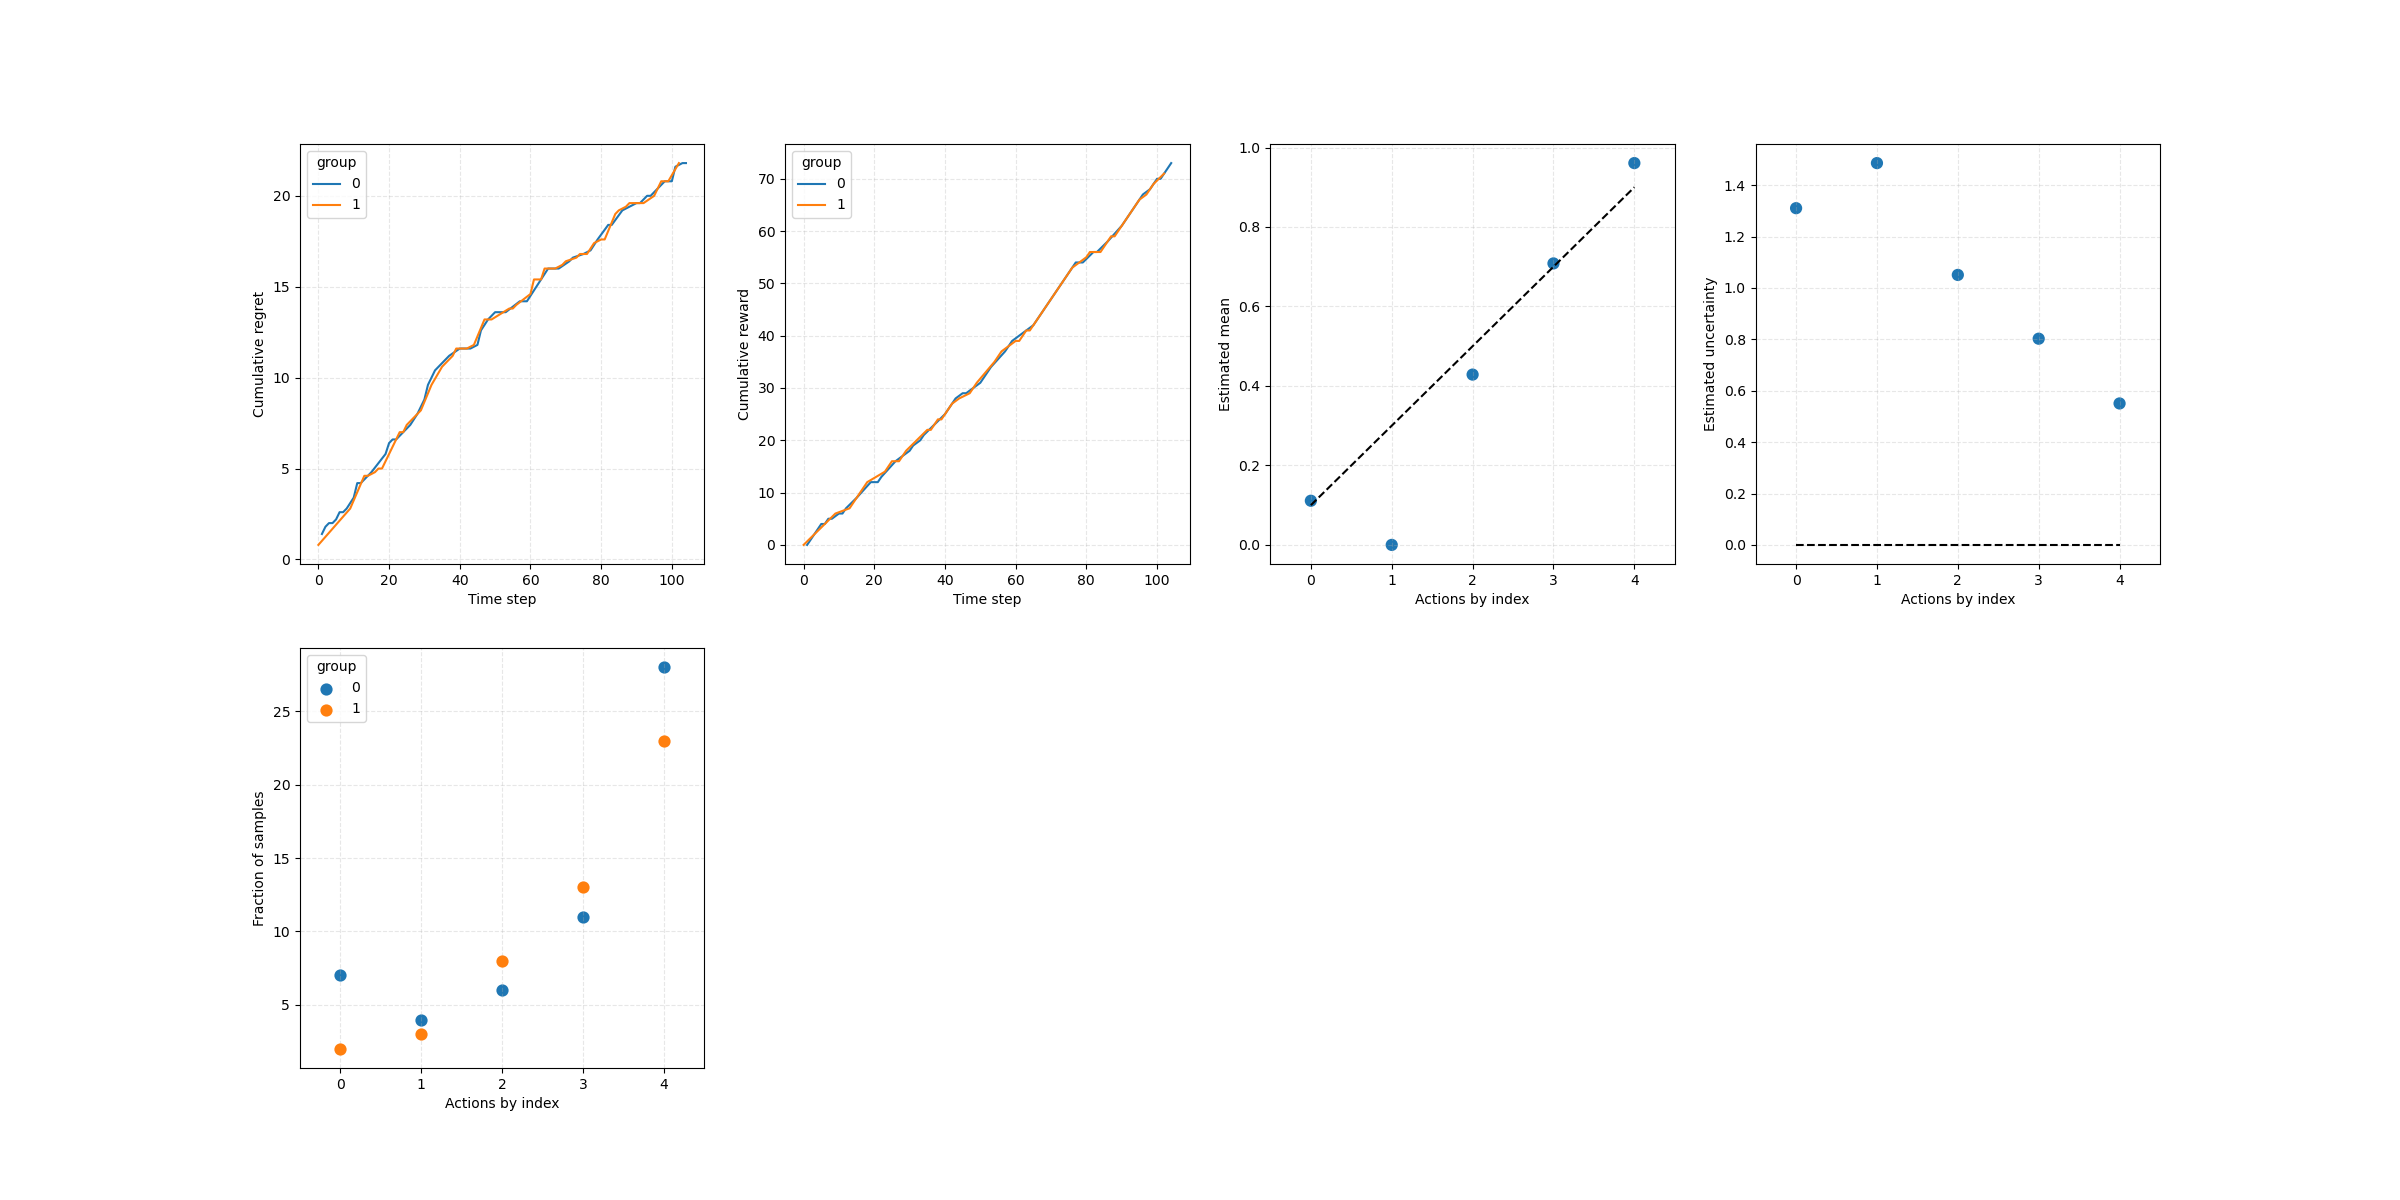 group
0
1
20
15
10
5
0
Cumulative regret
0 20 40 60 80 100
Time step
group
0
1
70
60
50
40
30
20
10
0
Cumulative reward
0 20 40 60 80 100
Time step
1.0
0.8
0.6
0.4
0.2
0.0
Estimated mean
0 1 2 3 4
Actions by index
1.4
1.2
1.0
0.8
0.6
0.4
0.2
0.0
Estimated uncertainty
0 1 2 3 4
Actions by index
group
0
1
25
20
15
10
5
Fraction of samples
0 1 2 3 4
Actions by index